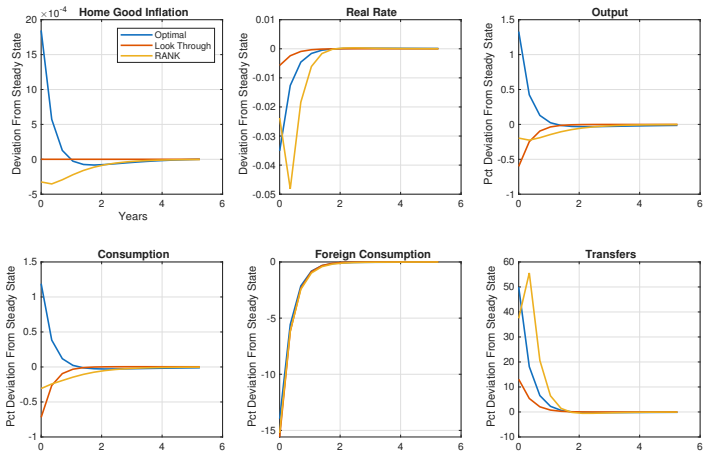 Home Good Inflation
20 ×10⁻⁴
15
10
5
0
-5
0 2 4 6
Years
Deviation From Steady State
Optimal
Look Through
RANK
Real Rate
0.01
0
-0.01
-0.02
-0.03
-0.04
-0.05
0 2 4 6
Deviation From Steady State
Output
1.5
1
0.5
0
-0.5
-1
0 2 4 6
Pct Deviation From Steady State
Consumption
1.5
1
0.5
0
-0.5
-1
0 2 4 6
Pct Deviation From Steady State
Foreign Consumption
0
-5
-10
-15
0 2 4 6
Pct Deviation From Steady State
Transfers
60
50
40
30
20
10
0
-10
0 2 4 6
Pct Deviation From Steady State